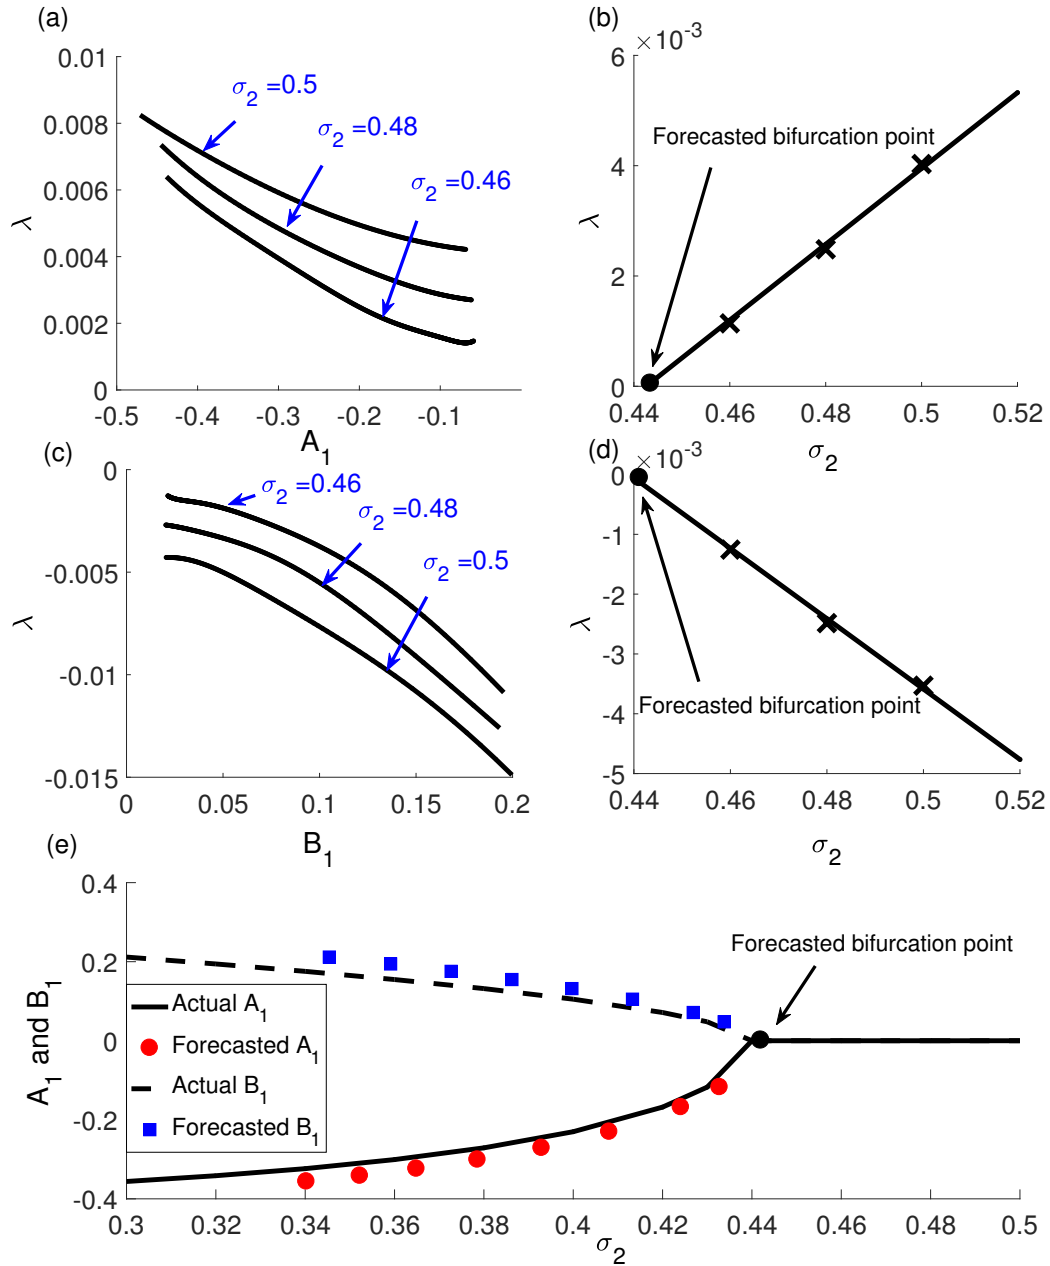 (a)
0.01
0.008
0.006
0.004
0.002
0
λ
σ2 =0.5
σ2 =0.48
σ2 =0.46
-0.5 -0.4 -0.3 -0.2 -0.1
A1
(b)
×10-3
6
4
2
0
λ
Forecasted bifurcation point
0.44 0.46 0.48 0.5 0.52
σ2
(c)
0
-0.005
-0.01
-0.015
λ
σ2 =0.46
σ2 =0.48
σ2 =0.5
0 0.05 0.1 0.15 0.2
B1
(d)
×10-3
0
-1
-2
-3
-4
-5
λ
Forecasted bifurcation point
0.44 0.46 0.48 0.5 0.52
σ2
(e)
0.4
0.2
0
-0.2
-0.4
A1 and B1
Forecasted bifurcation point
Actual A1
Forecasted A1
Actual B1
Forecasted B1
0.3 0.32 0.34 0.36 0.38 0.4 0.42 0.44 0.46 0.48 0.5
σ2